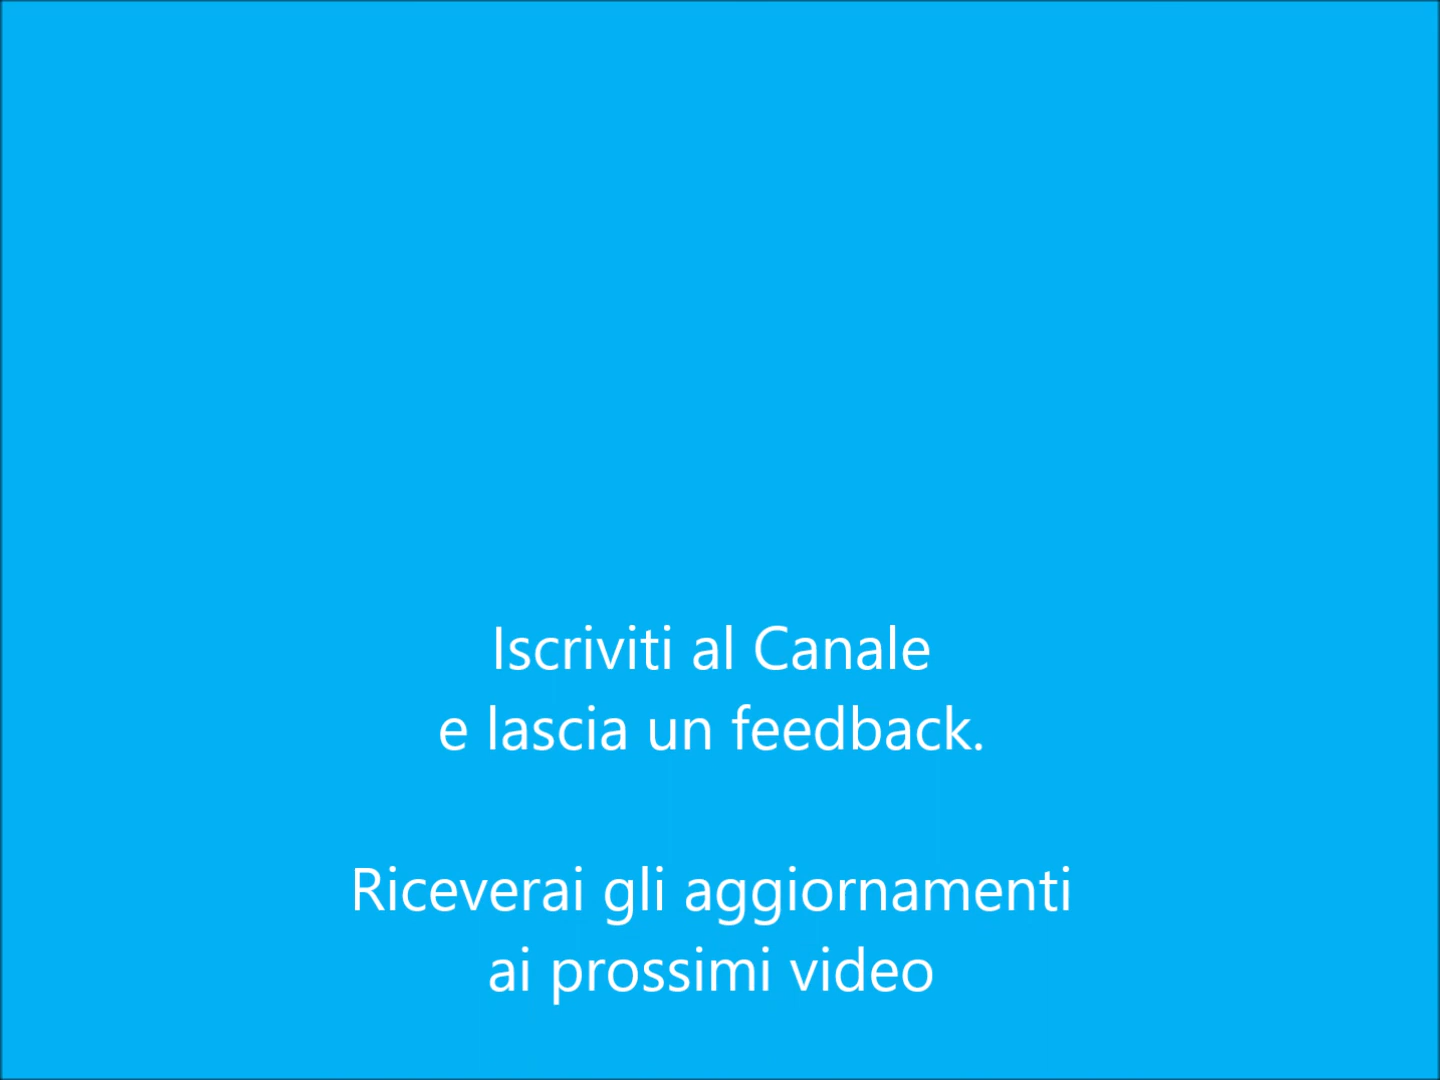 Iscriviti al Canale
e lascia un feedback.
Riceverai gli aggiornamenti
ai prossimi video